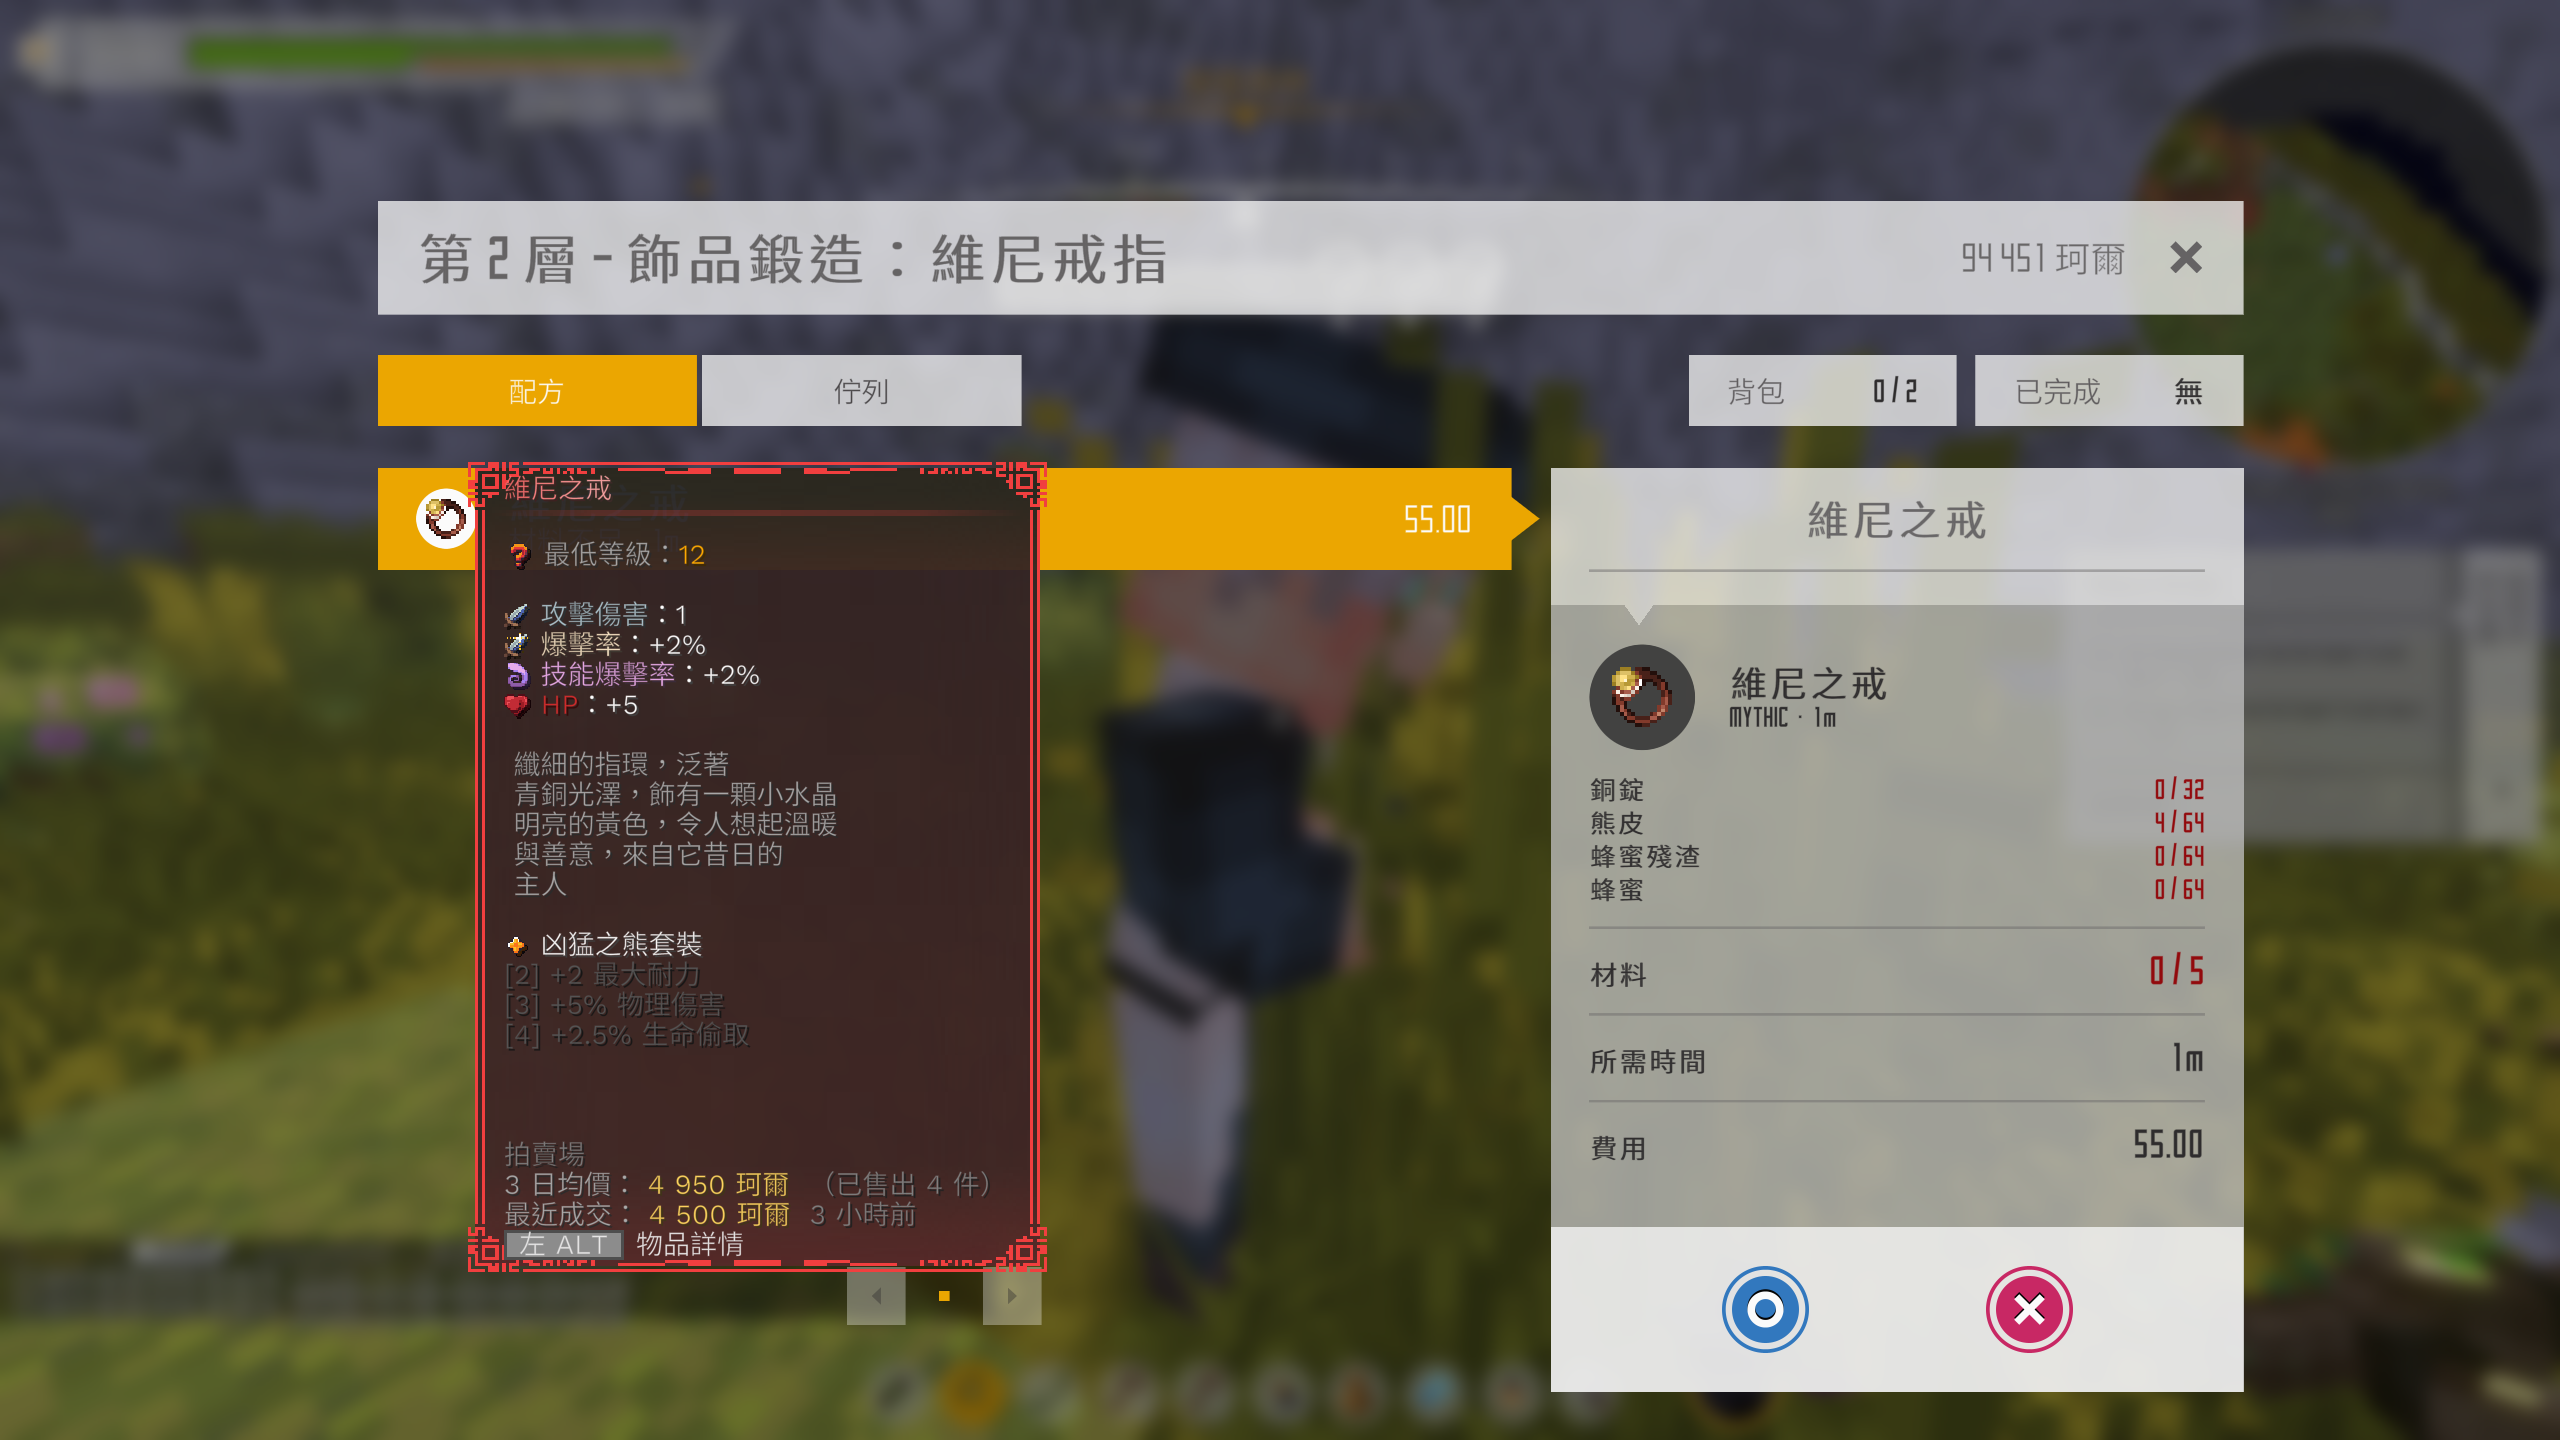 第2層-飾品鍛造：維尼戒指
94 451 珂爾
配方
佇列
背包 0/2
已完成 無
55.00
維尼之戒
最低等級：12
攻擊傷害：1
爆擊率：+2%
技能爆擊率：+2%
HP：+5
纖細的指環，泛著
青銅光澤，飾有一顆小水晶
明亮的黃色，令人想起溫暖
與善意，來自它昔日的
主人
凶猛之熊套裝
[2] +2 最大耐力
[3] +5% 物理傷害
[4] +2.5% 生命偷取
拍賣場
3 日均價： 4 950 珂爾 （已售出 4 件）
最近成交： 4 500 珂爾 3 小時前
左 ALT 物品詳情
維尼之戒
維尼之戒
MYTHIC · 1m
銅錠 0/32
熊皮 4/64
蜂蜜殘渣 0/64
蜂蜜 0/64
材料 0/5
所需時間 1m
費用 55.00